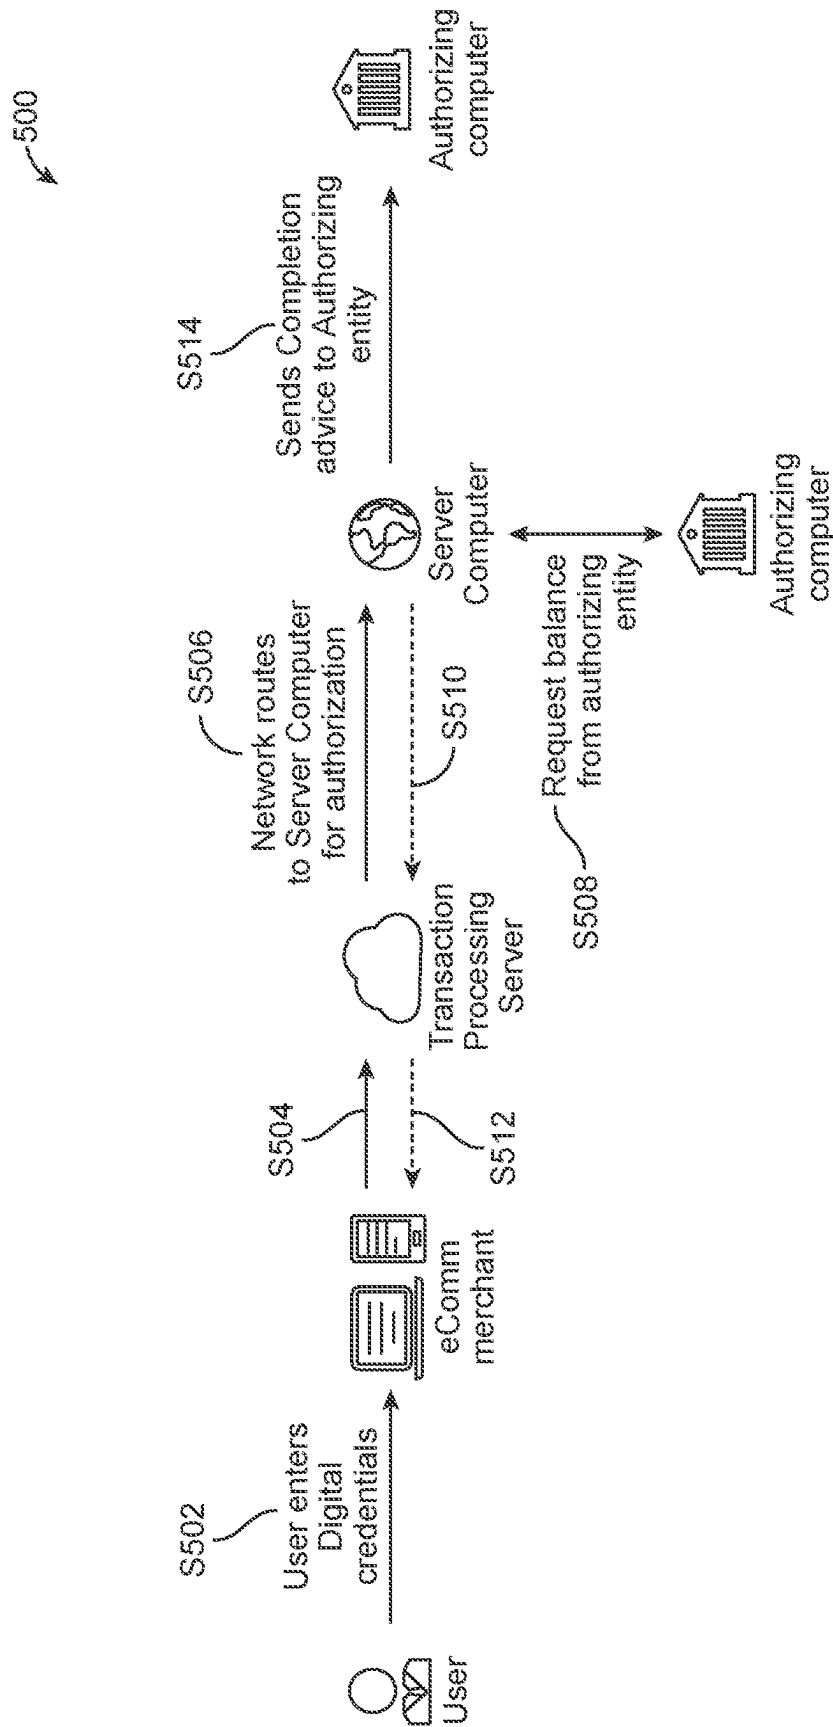 500
S502
User enters
Digital
credentials
User
eComm
merchant
S504
S512
Transaction
Processing
Server
S506
Network routes
to Server Computer
for authorization
S510
Server
Computer
S508
Request balance
from authorizing
entity
Authorizing
computer
S514
Sends Completion
advice to Authorizing
entity
Authorizing
computer